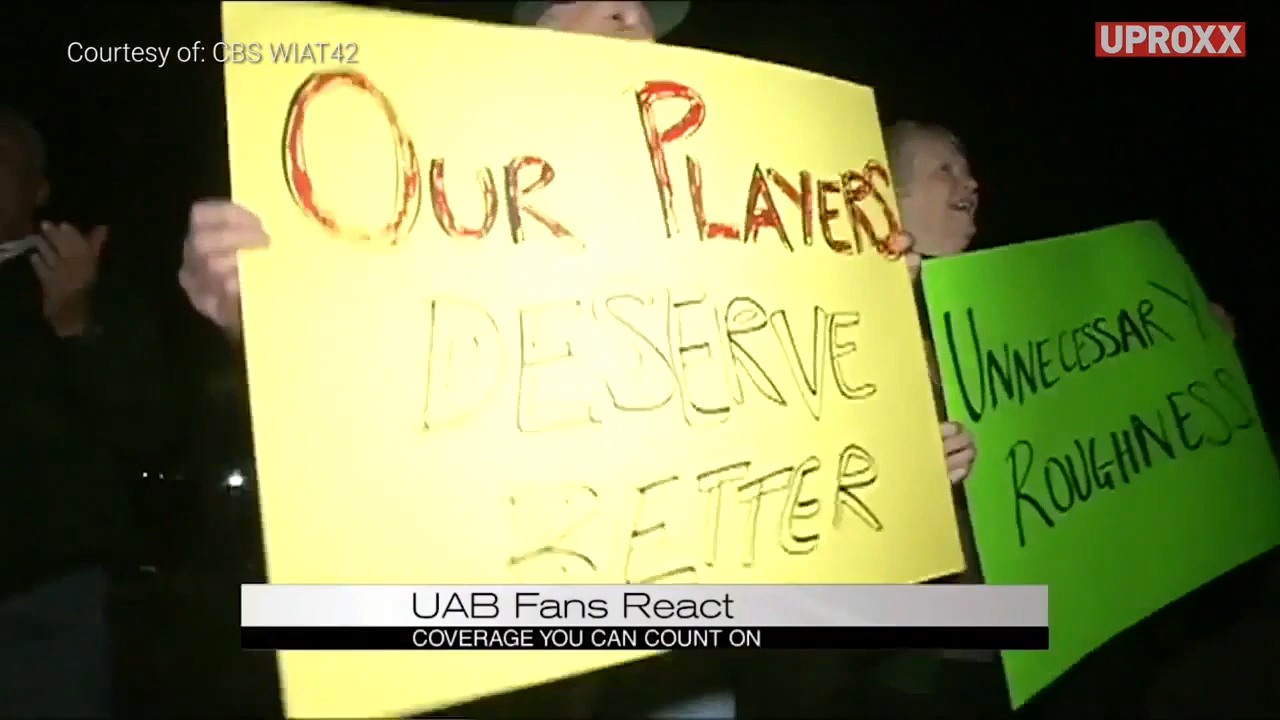 Courtesy of: CBS WIAT42
UPROXX
OUR PLAYERS
DESERVE
BETTER
UNNECESSARY
ROUGHNESS
UAB Fans React
COVERAGE YOU CAN COUNT ON